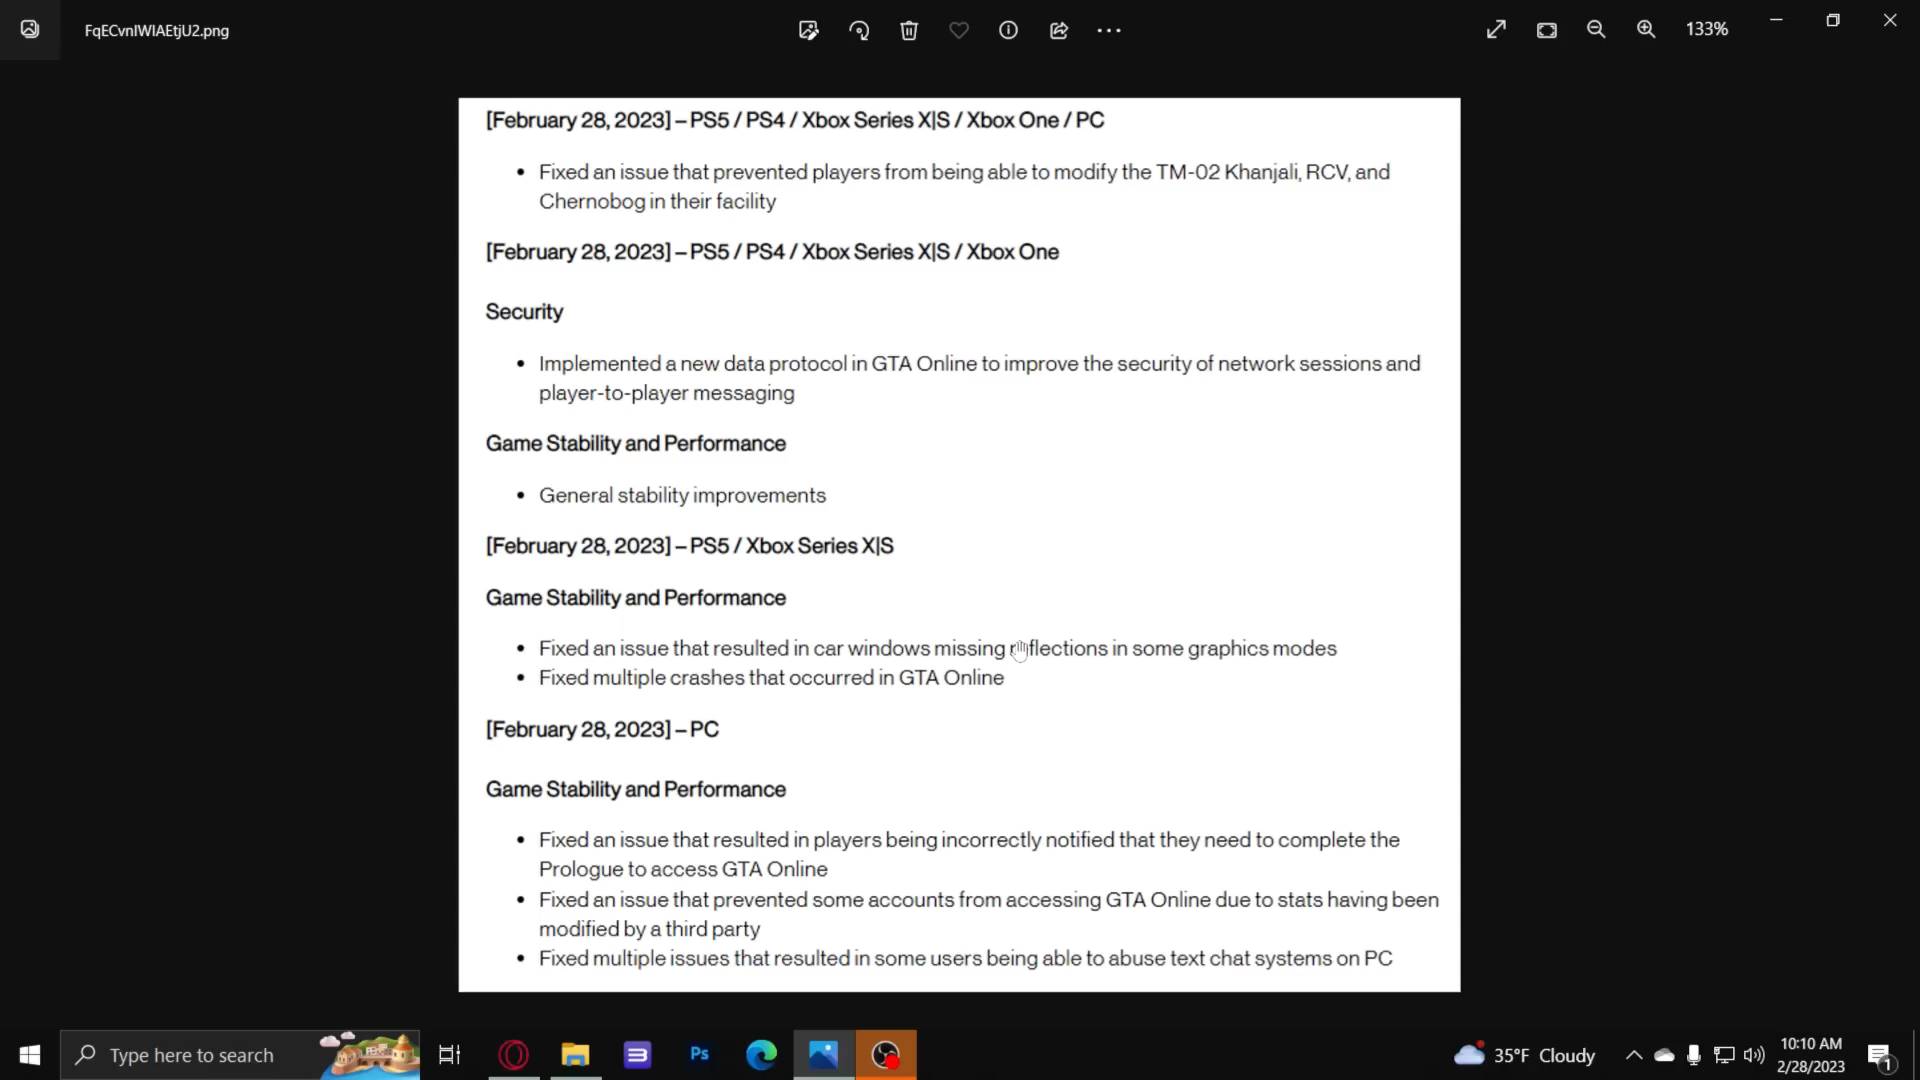 FqECvnIWIAEtjU2.png
133%
[February 28, 2023] – PS5 / PS4 / Xbox Series X|S / Xbox One / PC
• Fixed an issue that prevented players from being able to modify the TM-02 Khanjali, RCV, and
Chernobog in their facility
[February 28, 2023] – PS5 / PS4 / Xbox Series X|S / Xbox One
Security
• Implemented a new data protocol in GTA Online to improve the security of network sessions and
player-to-player messaging
Game Stability and Performance
• General stability improvements
[February 28, 2023] – PS5 / Xbox Series X|S
Game Stability and Performance
• Fixed an issue that resulted in car windows missing reflections in some graphics modes
• Fixed multiple crashes that occurred in GTA Online
[February 28, 2023] – PC
Game Stability and Performance
• Fixed an issue that resulted in players being incorrectly notified that they need to complete the
Prologue to access GTA Online
• Fixed an issue that prevented some accounts from accessing GTA Online due to stats having been
modified by a third party
• Fixed multiple issues that resulted in some users being able to abuse text chat systems on PC
Type here to search
Ps
35°F Cloudy
10:10 AM
2/28/2023
1